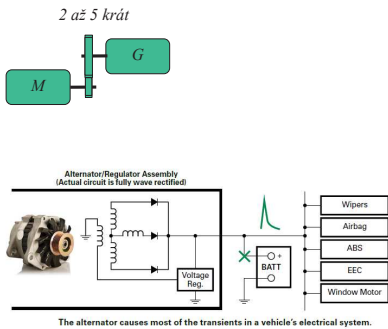 2 až 5 krát
G
M
Alternator/Regulator Assembly
(Actual circuit is fully wave rectified)
Wipers
Airbag
+
BATT
ABS
EEC
Voltage
Reg.
Window Motor
The alternator causes most of the transients in a vehicle's electrical system.